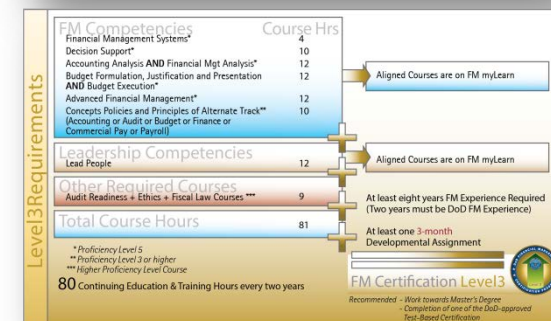 Level3Requirements
FM Competencies Course Hrs
Financial Management Systems* 4
Decision Support* 10
Accounting Analysis AND Financial Mgt Analysis* 12
Budget Formulation, Justification and Presentation 12
AND Budget Execution*
Advanced Financial Management* 12
Concepts Policies and Principles of Alternate Track** 10
(Accounting or Audit or Budget or Finance or
Commercial Pay or Payroll)
Aligned Courses are on FM myLearn
Leadership Competencies
Lead People 12
Aligned Courses are on FM myLearn
Other Required Courses
Audit Readiness + Ethics + Fiscal Law Courses *** 9
At least eight years FM Experience Required
(Two years must be DoD FM Experience)
Total Course Hours 81
At least one 3-month
Developmental Assignment
* Proficiency Level 5
** Proficiency Level 3 or higher
*** Higher Proficiency Level Course
80 Continuing Education & Training Hours every two years
FM Certification Level3
Recommended - Work towards Master's Degree
- Completion of one of the DoD-approved
Test-Based Certification